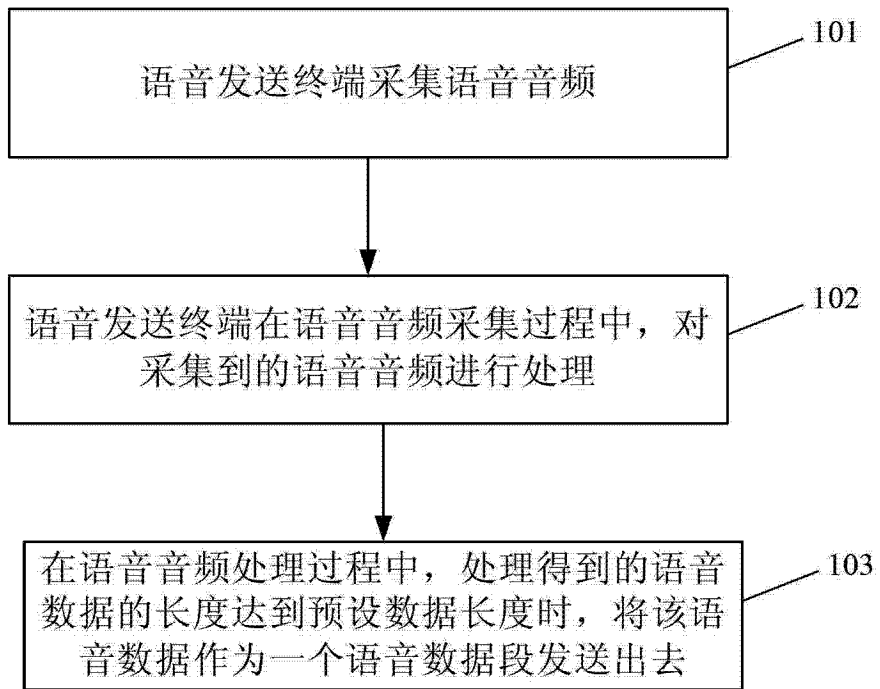 101
语音发送终端采集语音音频
102
语音发送终端在语音音频采集过程中，对
采集到的语音音频进行处理
103
在语音音频处理过程中，处理得到的语音
数据的长度达到预设数据长度时，将该语
音数据作为一个语音数据段发送出去